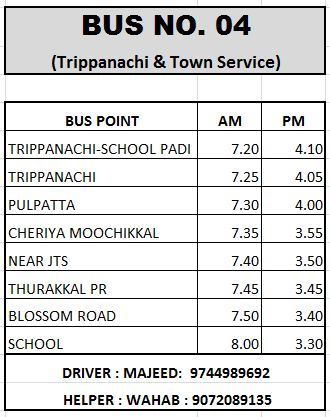 BUS NO. 04
(Trippanachi & Town Service)
BUS POINT AM PM
TRIPPANACHI-SCHOOL PADI 7.20 4.10
TRIPPANACHI 7.25 4.05
PULPATTA 7.30 4.00
CHERIYA MOOCHIKKAL 7.35 3.55
NEAR JTS 7.40 3.50
THURAKKAL PR 7.45 3.45
BLOSSOM ROAD 7.50 3.40
SCHOOL 8.00 3.30
DRIVER : MAJEED: 9744989692
HELPER : WAHAB : 9072089135